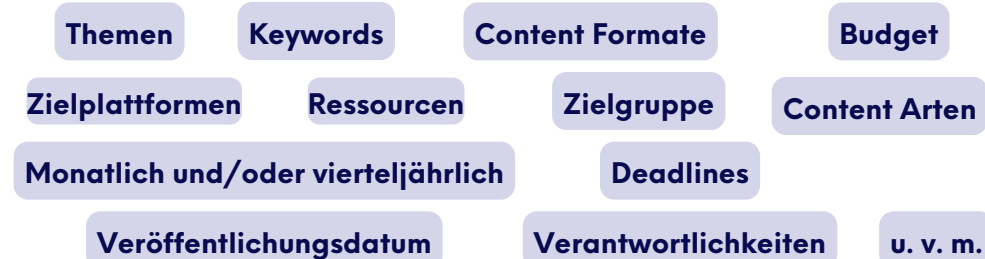 Themen Keywords Content Formate Budget
Zielplattformen Ressourcen Zielgruppe Content Arten
Monatlich und/oder vierteljährlich Deadlines
Veröffentlichungsdatum Verantwortlichkeiten u. v. m.